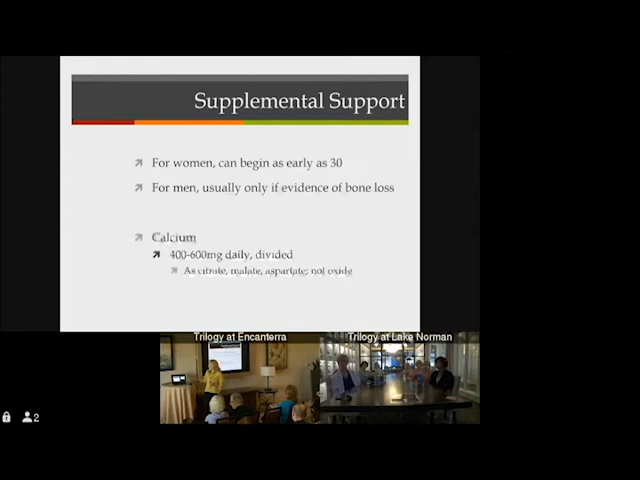 Supplemental Support
For women, can begin as early as 30
For men, usually only if evidence of bone loss
Calcium
400-600mg daily, divided
As citrate, malate, aspartate; not oxide
Trilogy at Encanterra
Trilogy at Lake Norman
2